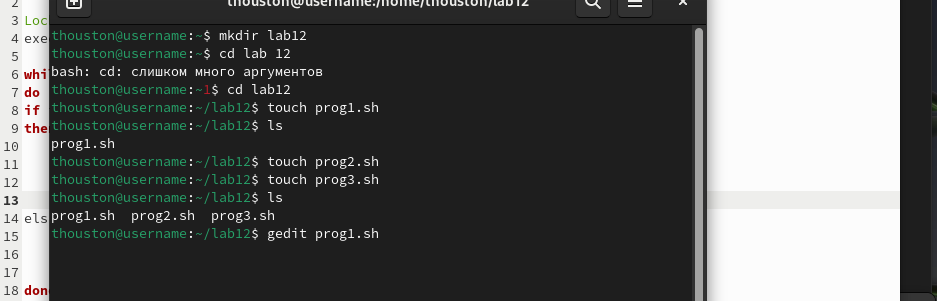 thouston@username:/home/thouston/lab12
2
3 Loc
4 exe
5
6 whi
7 do
8 if
9 the
10
11
12
13
14 els
15
16
17
18 don
thouston@username:~$ mkdir lab12
thouston@username:~$ cd lab 12
bash: cd: слишком много аргументов
thouston@username:~1$ cd lab12
thouston@username:~/lab12$ touch prog1.sh
thouston@username:~/lab12$ ls
prog1.sh
thouston@username:~/lab12$ touch prog2.sh
thouston@username:~/lab12$ touch prog3.sh
thouston@username:~/lab12$ ls
prog1.sh  prog2.sh  prog3.sh
thouston@username:~/lab12$ gedit prog1.sh